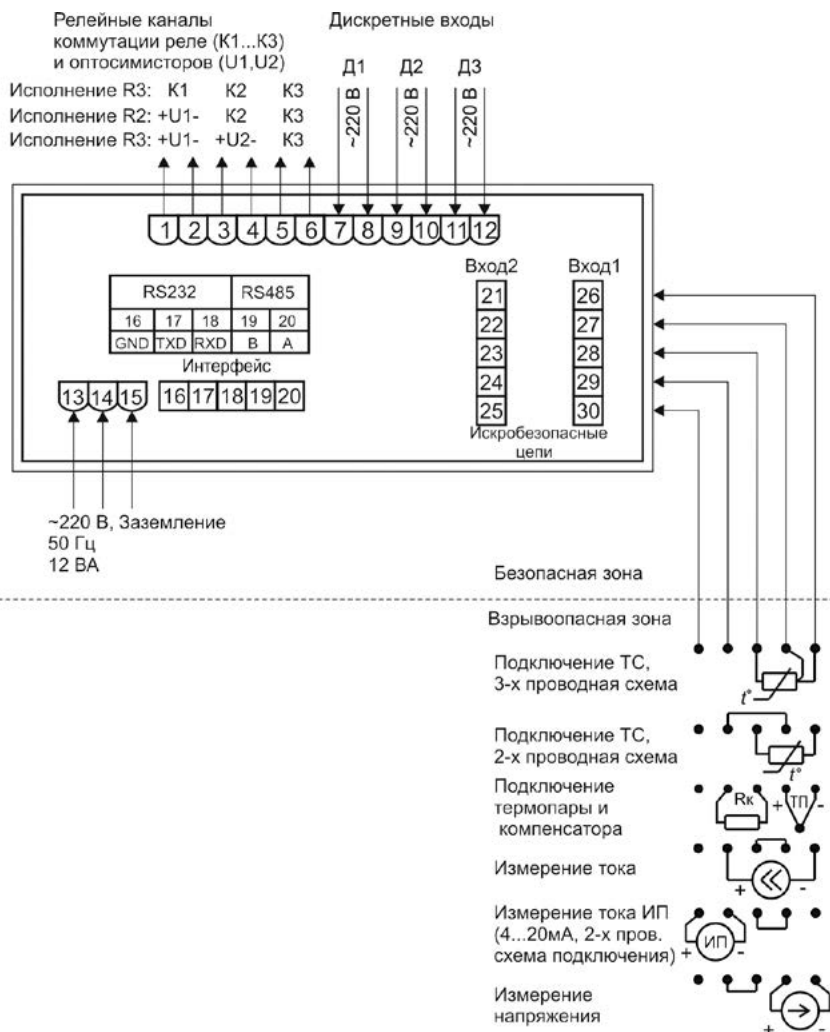 Релейные каналы
коммутации реле (К1...К3)
и оптосимисторов (U1,U2)
Дискретные входы
Д1 Д2 Д3
Исполнение R3: К1 К2 К3
Исполнение R2: +U1- К2 К3
Исполнение R3: +U1- +U2- К3
~220 В ~220 В ~220 В
1 2 3 4 5 6 7 8 9 10 11 12
Вход2 Вход1
21 26
22 27
23 28
24 29
25 30
Искробезопасные
цепи
RS232 RS485
16 17 18 19 20
GND TXD RXD B A
Интерфейс
13 14 15 16 17 18 19 20
~220 В, Заземление
50 Гц
12 ВА
Безопасная зона
Взрывоопасная зона
Подключение ТС,
3-х проводная схема
t°
Подключение ТС,
2-х проводная схема
t°
Подключение
термопары и
компенсатора
Rк + ТП -
Измерение тока
+ -
Измерение тока ИП
(4...20мА, 2-х пров.
схема подключения)
+ ИП -
Измерение
напряжения
+ -